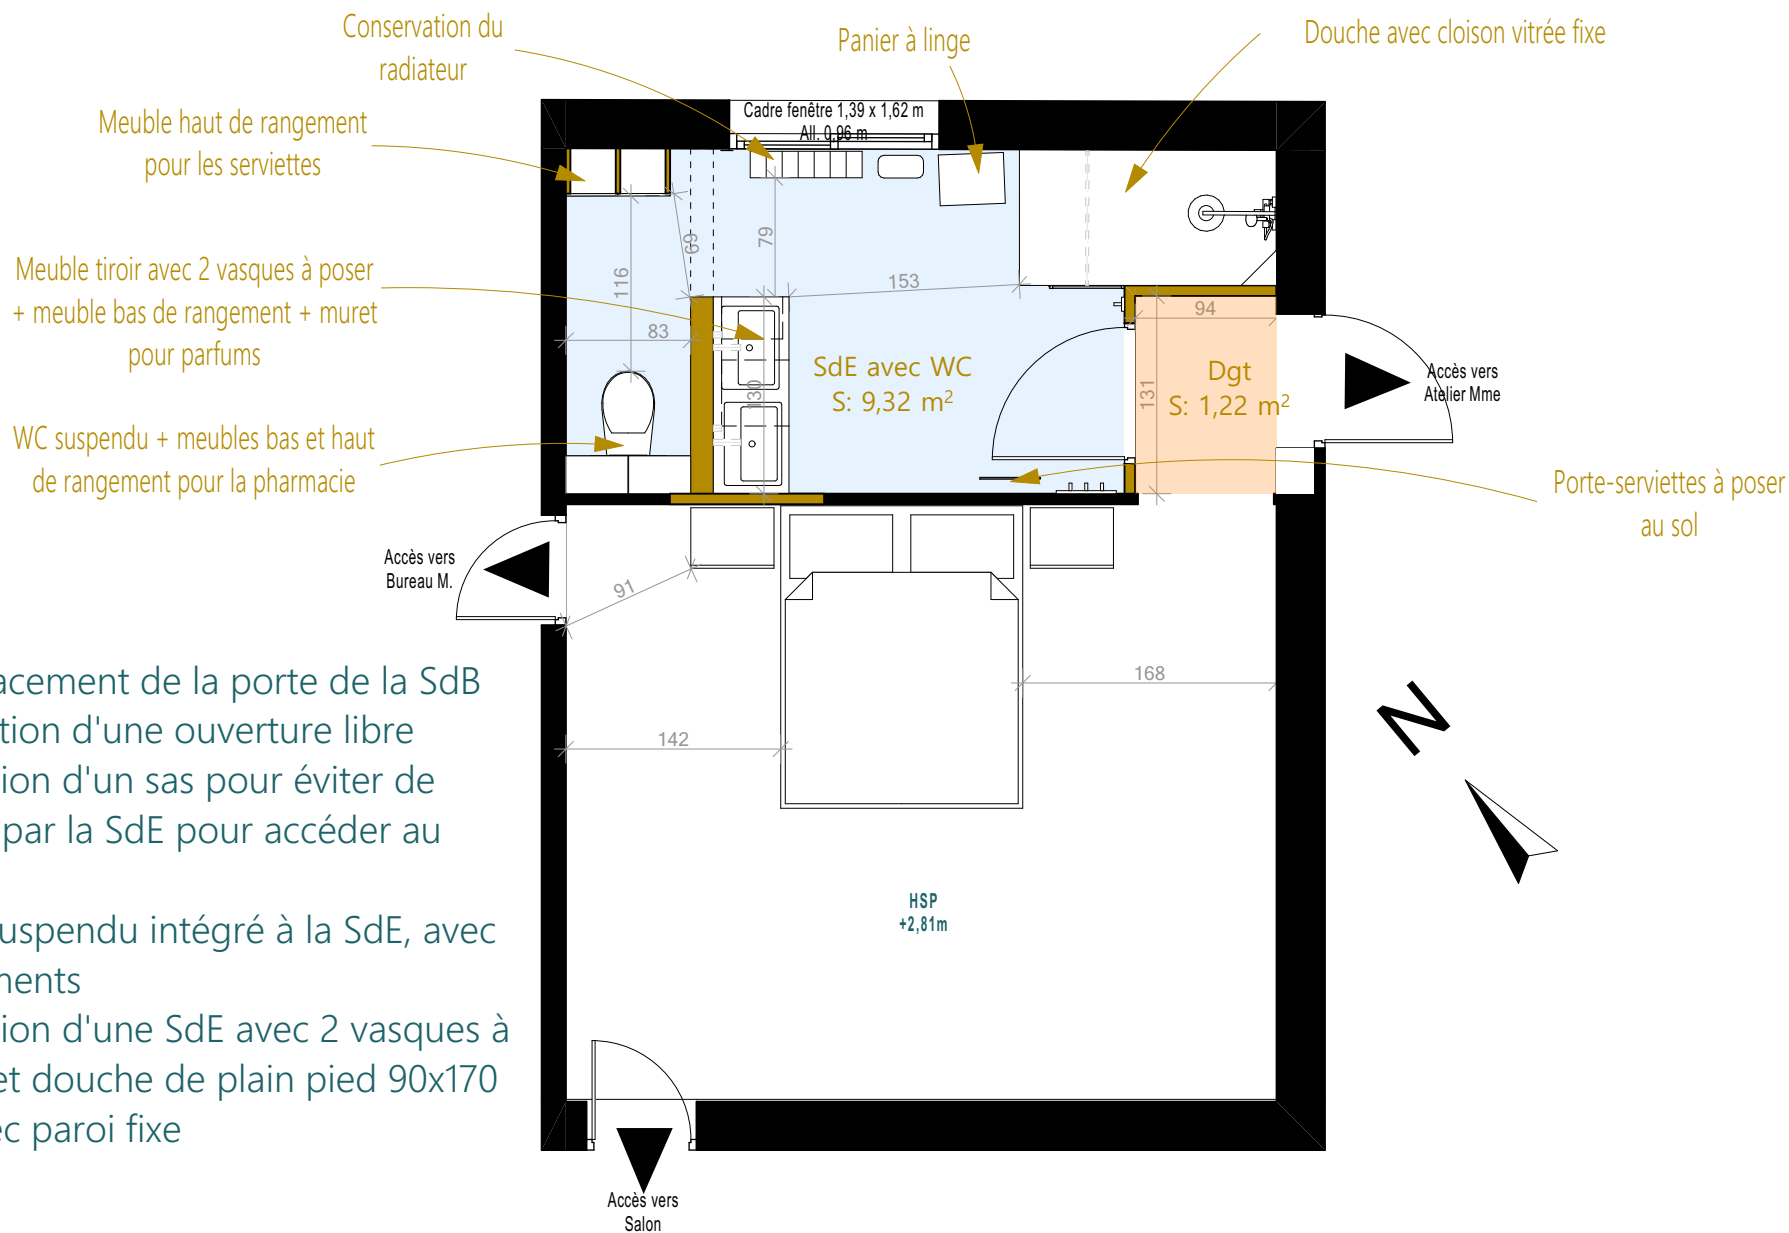 Conservation du
radiateur
Panier à linge
Douche avec cloison vitrée fixe
Meuble haut de rangement
pour les serviettes
Cadre fenêtre 1,39 x 1,62 m
All. 0,96 m
Meuble tiroir avec 2 vasques à poser
+ meuble bas de rangement + muret
pour parfums
69
79
116
153
83
94
130
131
SdE avec WC
S: 9,32 m²
Dgt
S: 1,22 m²
Accès vers
Atelier Mme
WC suspendu + meubles bas et haut
de rangement pour la pharmacie
Porte-serviettes à poser
au sol
Accès vers
Bureau M.
91
168
142
acement de la porte de la SdB
tion d'une ouverture libre
ion d'un sas pour éviter de
par la SdE pour accéder au
uspendu intégré à la SdE, avec
ments
ion d'une SdE avec 2 vasques à
et douche de plain pied 90x170
ec paroi fixe
N
HSP
+2,81m
Accès vers
Salon